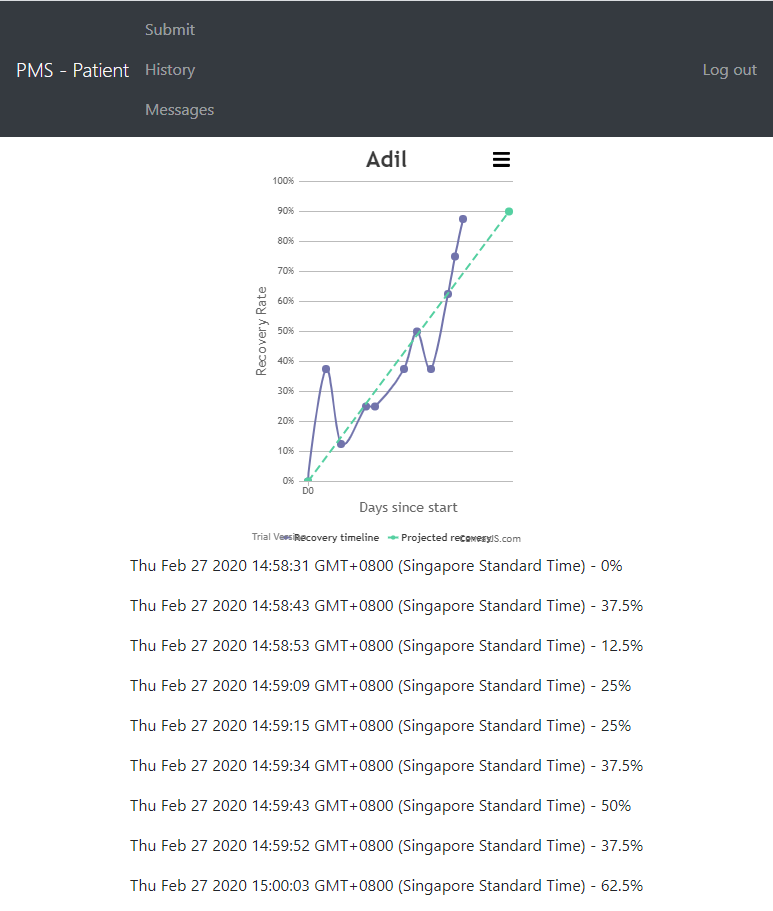 Submit
PMS - Patient
History
Log out
Messages
Adil
100%
90%
80%
70%
60%
50%
40%
30%
20%
10%
0%
Recovery Rate
D0
Days since start
Trial Version
Recovery timeline
Projected recovery
CanvasJS.com
Thu Feb 27 2020 14:58:31 GMT+0800 (Singapore Standard Time) - 0%
Thu Feb 27 2020 14:58:43 GMT+0800 (Singapore Standard Time) - 37.5%
Thu Feb 27 2020 14:58:53 GMT+0800 (Singapore Standard Time) - 12.5%
Thu Feb 27 2020 14:59:09 GMT+0800 (Singapore Standard Time) - 25%
Thu Feb 27 2020 14:59:15 GMT+0800 (Singapore Standard Time) - 25%
Thu Feb 27 2020 14:59:34 GMT+0800 (Singapore Standard Time) - 37.5%
Thu Feb 27 2020 14:59:43 GMT+0800 (Singapore Standard Time) - 50%
Thu Feb 27 2020 14:59:52 GMT+0800 (Singapore Standard Time) - 37.5%
Thu Feb 27 2020 15:00:03 GMT+0800 (Singapore Standard Time) - 62.5%